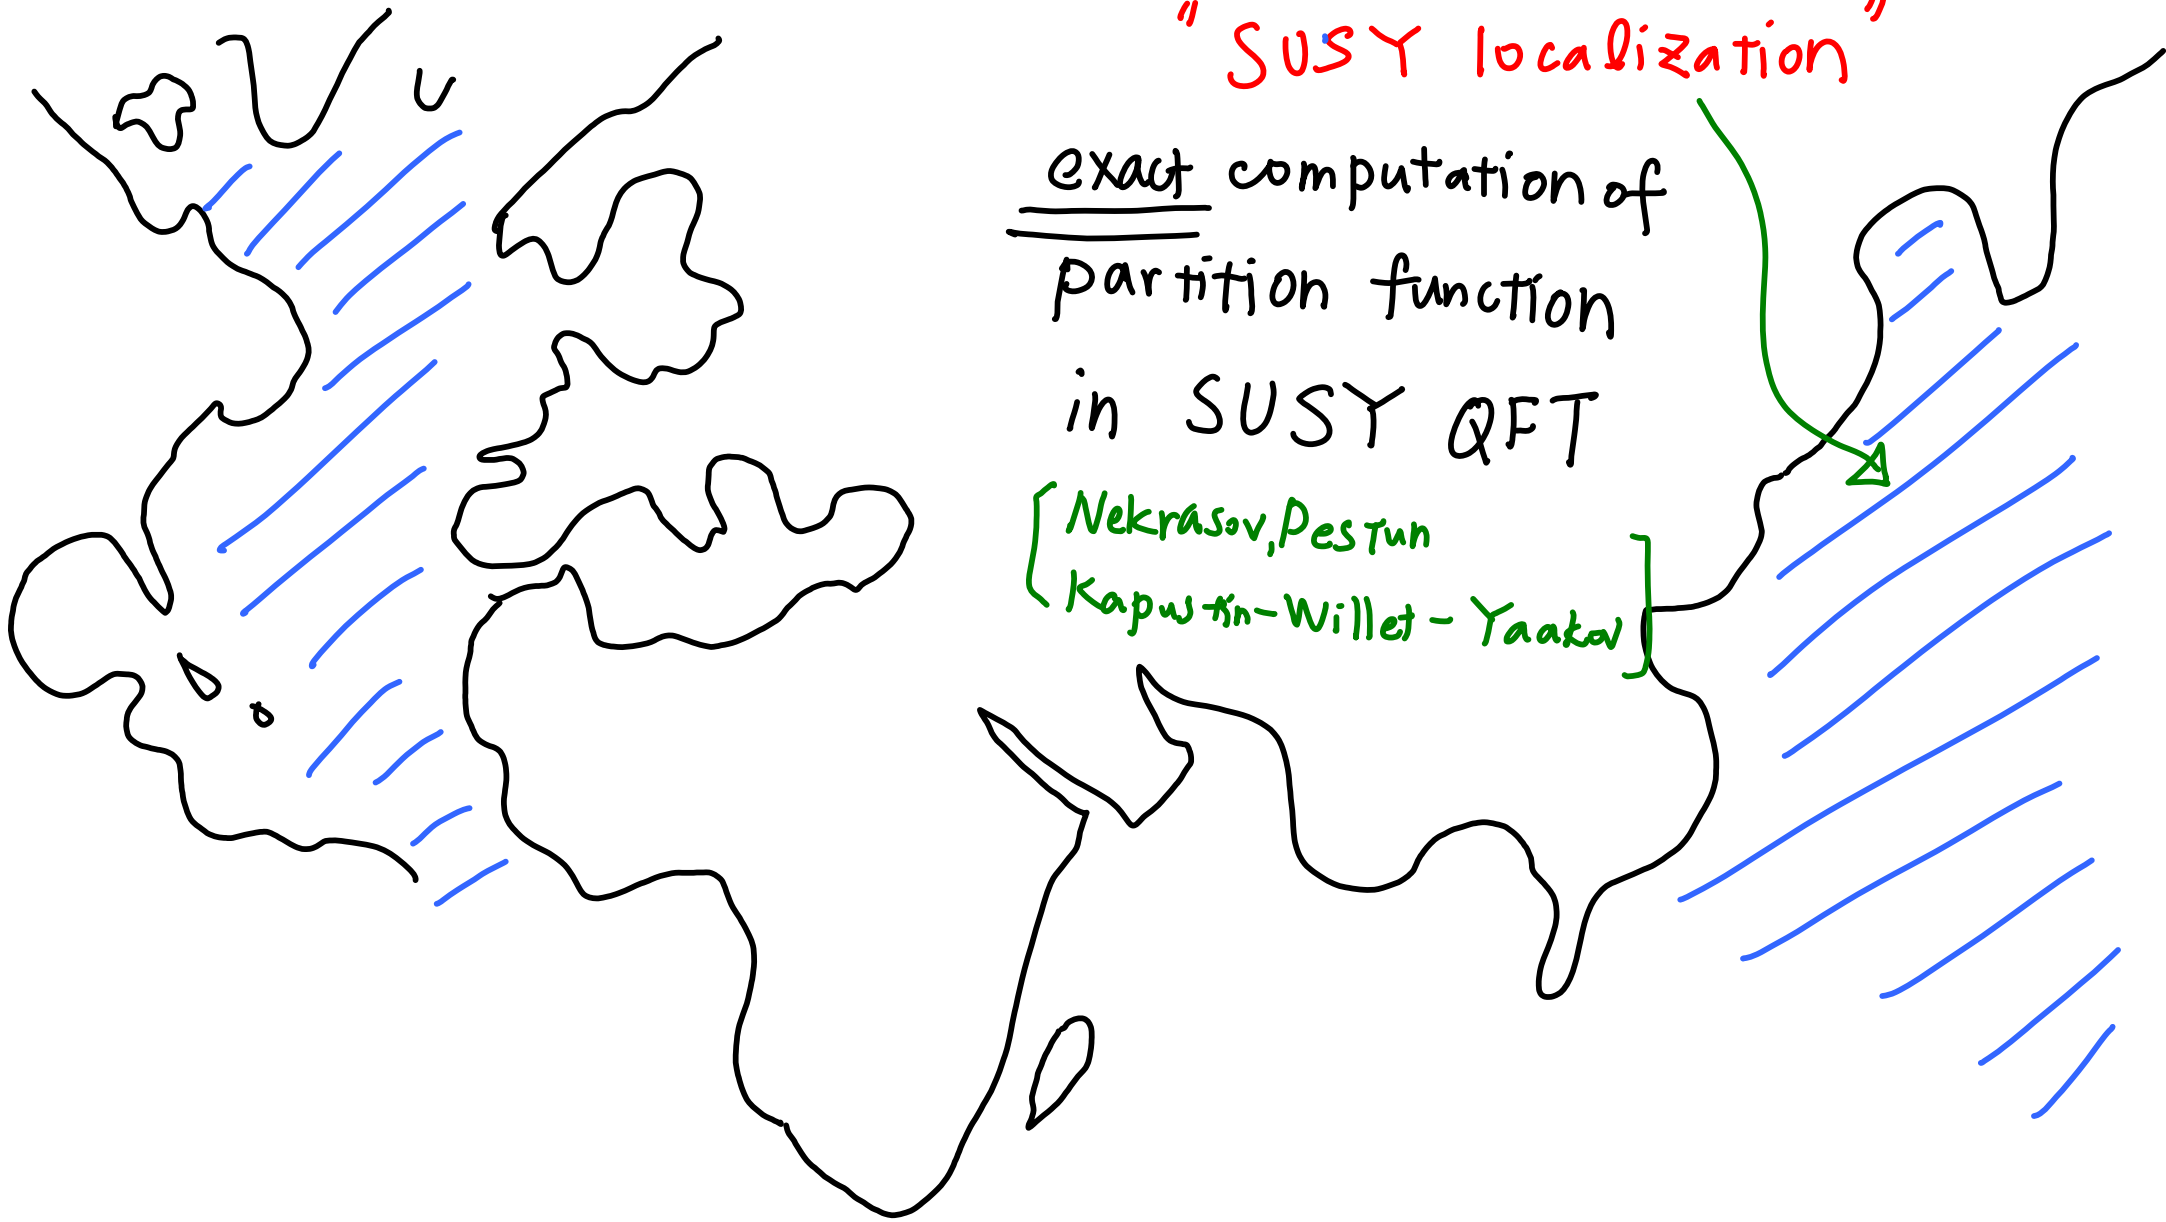 "SUSY localization"
exact computation of
partition function
in SUSY QFT
[Nekrasov, Pestun
Kapustin-Willet-Yaakov]